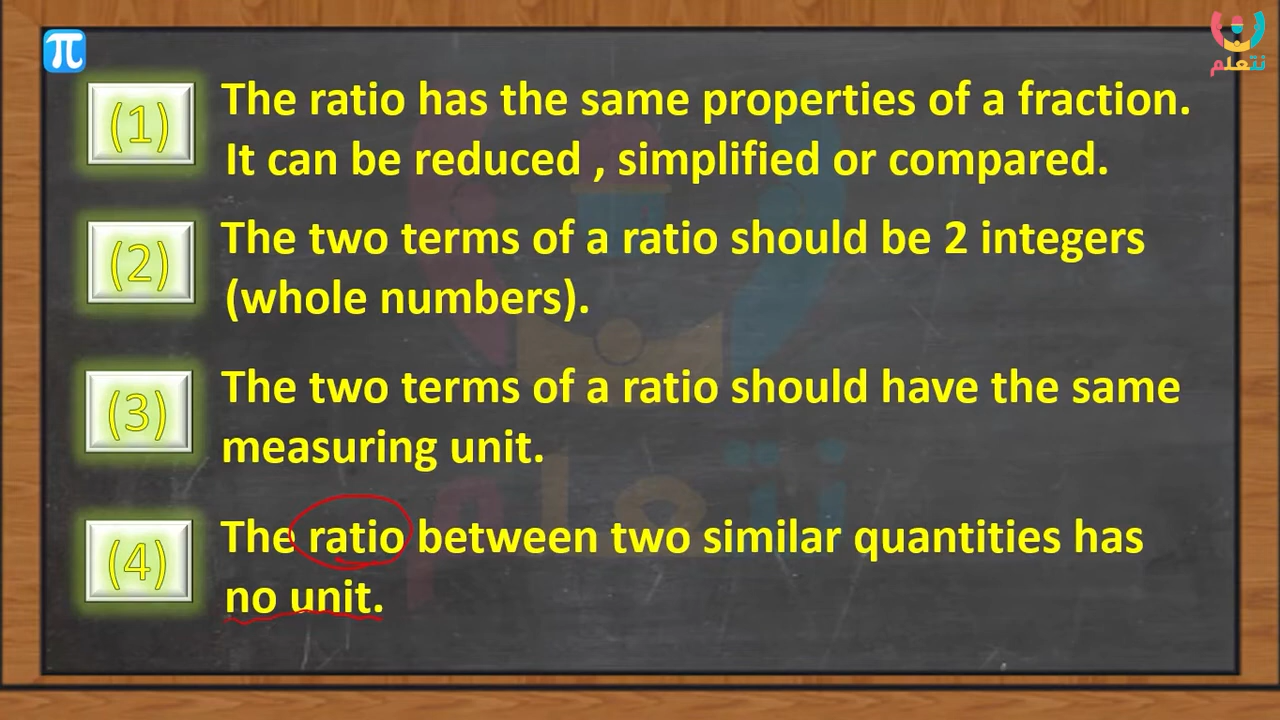 π
نتعلم
(1) The ratio has the same properties of a fraction.
It can be reduced , simplified or compared.
(2) The two terms of a ratio should be 2 integers
(whole numbers).
(3) The two terms of a ratio should have the same
measuring unit.
(4) The ratio between two similar quantities has
no unit.